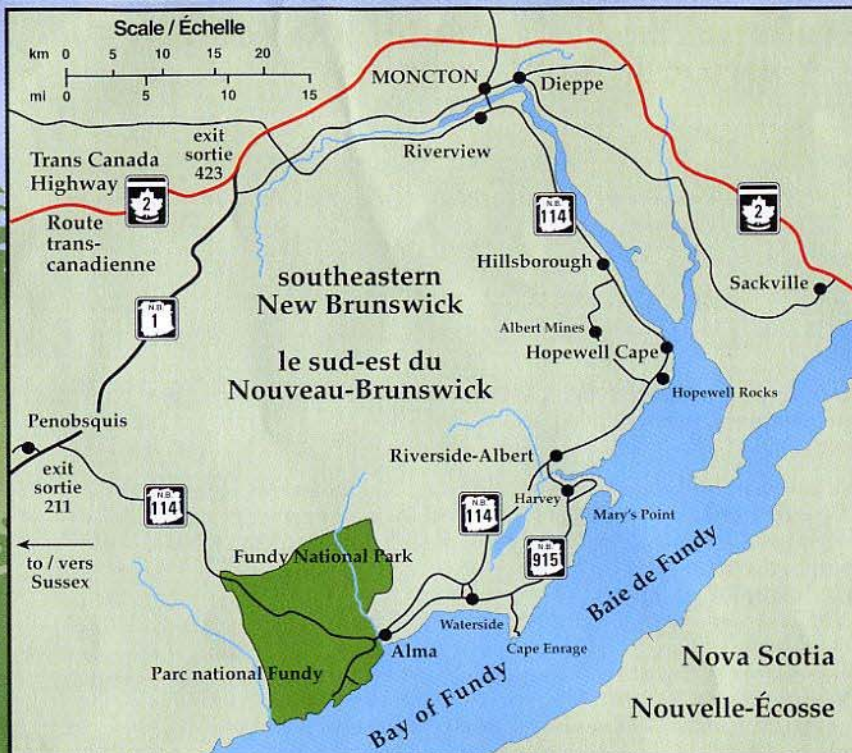 Scale / Échelle
km 0 5 10 15 20
mi 0 5 10 15
MONCTON
Dieppe
Riverview
exit
sortie
423
Trans Canada
Highway
2
Route
trans-
canadienne
N.B.
114
2
Hillsborough
Sackville
southeastern
New Brunswick
Albert Mines
Hopewell Cape
le sud-est du
Nouveau-Brunswick
Hopewell Rocks
N.B.
1
Penobsquis
exit
sortie
211
Riverside-Albert
N.B.
114
Harvey
Mary's Point
N.B.
114
N.B.
915
to / vers
Sussex
Fundy National Park
Baie de Fundy
Waterside
Cape Enrage
Alma
Parc national Fundy
Bay of Fundy
Nova Scotia
Nouvelle-Écosse